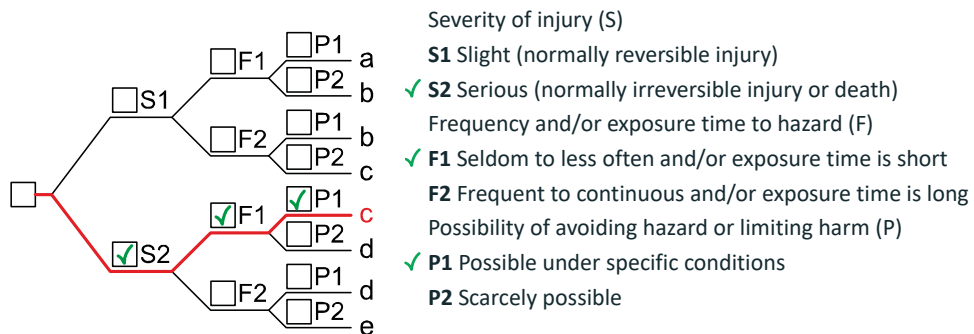 P1
a
F1
P2
b
S1
P1
b
F2
P2
c
P1
c
F1
P2
d
S2
P1
d
F2
P2
e
Severity of injury (S)
S1 Slight (normally reversible injury)
S2 Serious (normally irreversible injury or death)
Frequency and/or exposure time to hazard (F)
F1 Seldom to less often and/or exposure time is short
F2 Frequent to continuous and/or exposure time is long
Possibility of avoiding hazard or limiting harm (P)
P1 Possible under specific conditions
P2 Scarcely possible